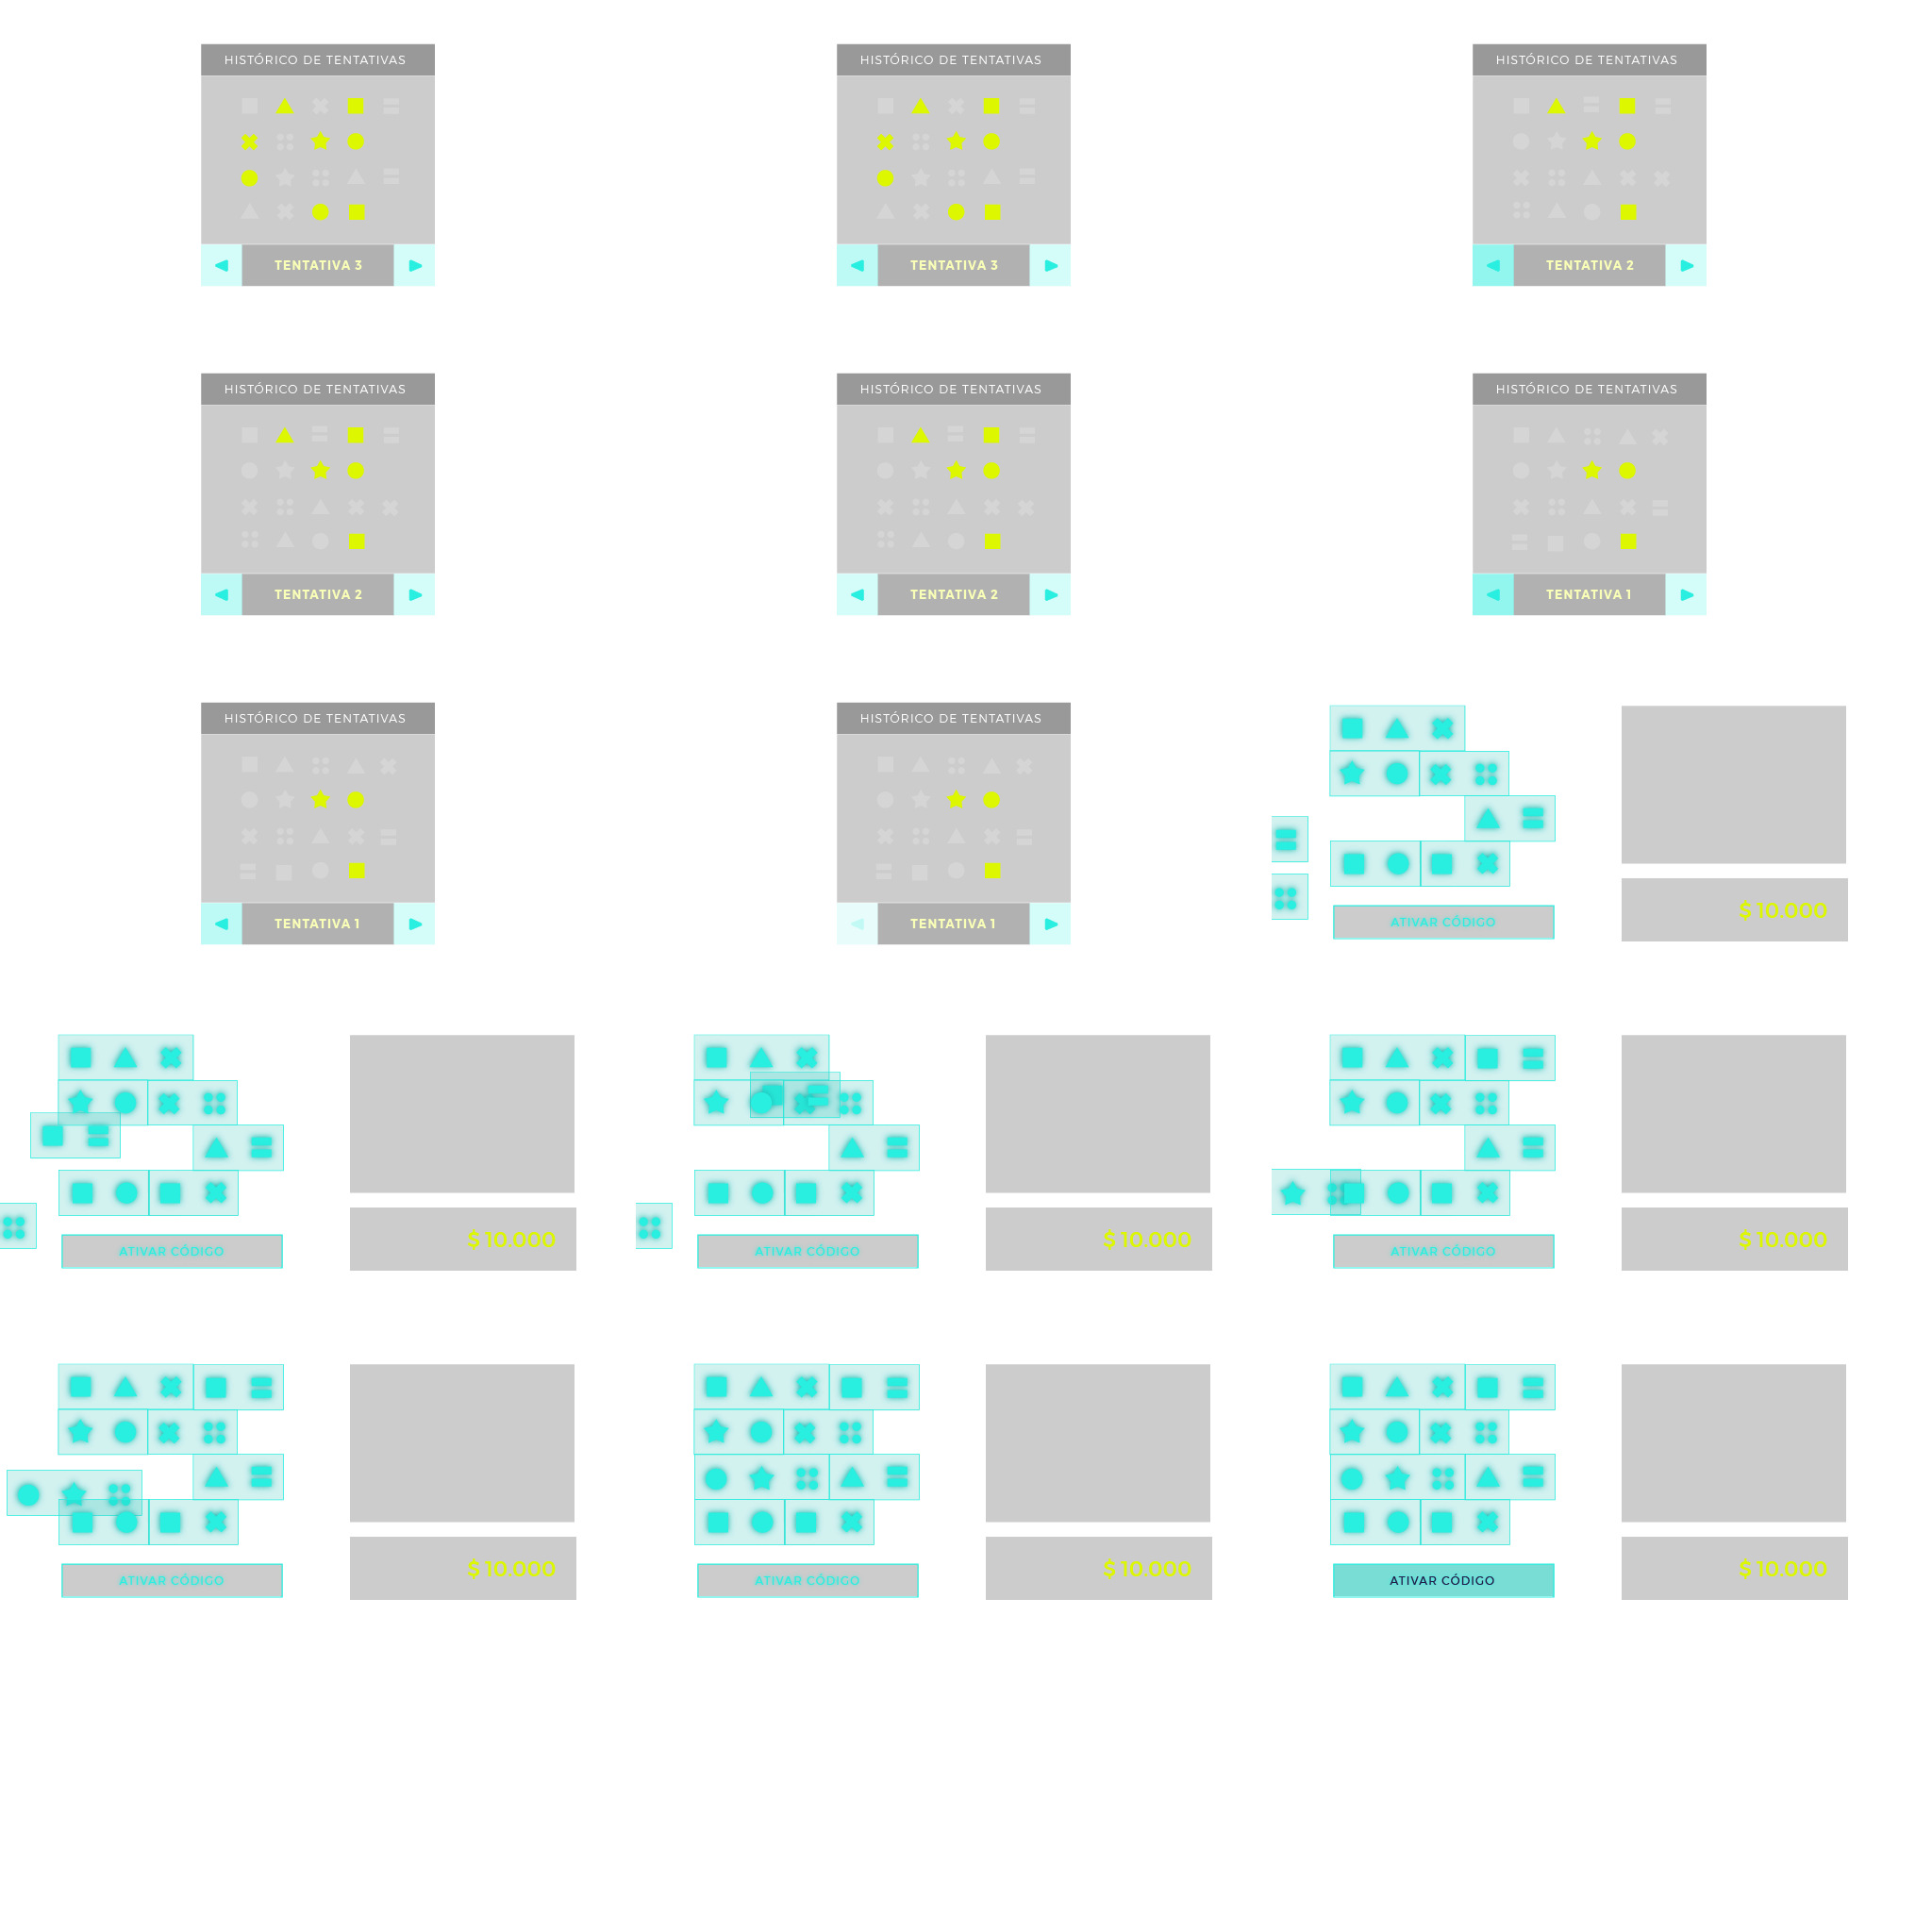 HISTÓRICO DE TENTATIVAS
HISTÓRICO DE TENTATIVAS
HISTÓRICO DE TENTATIVAS
TENTATIVA 3
TENTATIVA 3
TENTATIVA 2
HISTÓRICO DE TENTATIVAS
HISTÓRICO DE TENTATIVAS
HISTÓRICO DE TENTATIVAS
TENTATIVA 2
TENTATIVA 2
TENTATIVA 1
HISTÓRICO DE TENTATIVAS
HISTÓRICO DE TENTATIVAS
TENTATIVA 1
TENTATIVA 1
ATIVAR CÓDIGO
$ 10.000
ATIVAR CÓDIGO
$ 10.000
ATIVAR CÓDIGO
$ 10.000
ATIVAR CÓDIGO
$ 10.000
ATIVAR CÓDIGO
$ 10.000
ATIVAR CÓDIGO
$ 10.000
ATIVAR CÓDIGO
$ 10.000